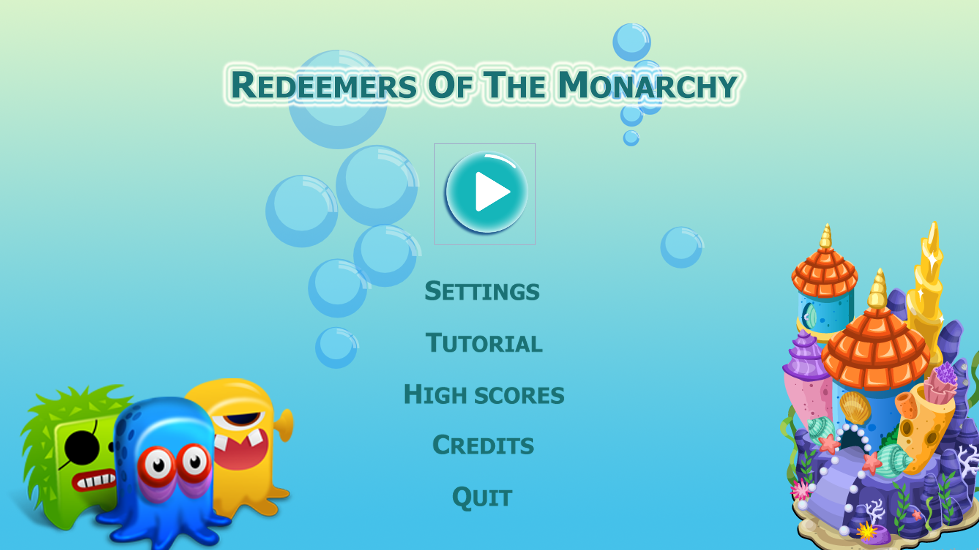 Redeemers Of The Monarchy
Settings
Tutorial
High scores
Credits
Quit